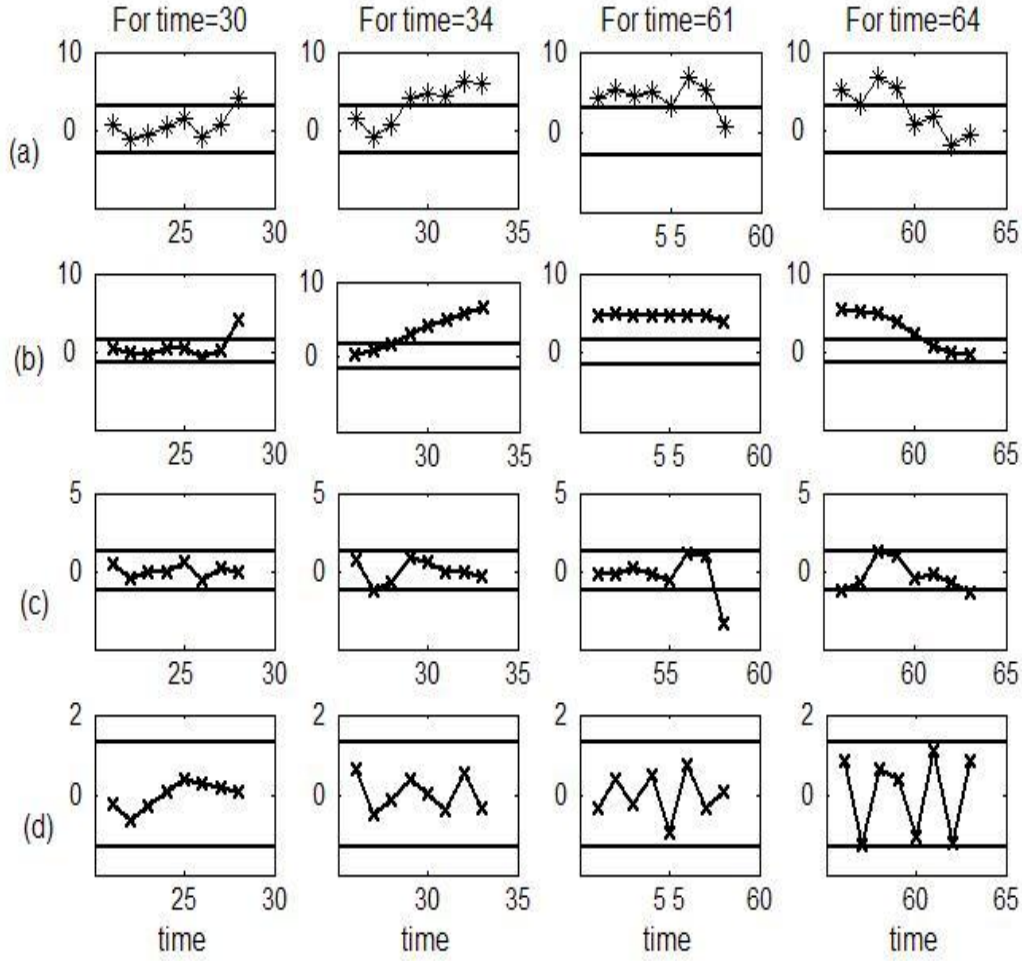 For time=30 For time=34 For time=61 For time=64
10 10 10 10
(a) 0 0 0 0
25 30 30 35 5 5 60 60 65
10 10 10 10
(b) 0 0 0 0
25 30 30 35 5 5 60 60 65
5 5 5 5
(c) 0 0 0 0
25 30 30 35 55 60 60 65
2 2 2 2
(d) 0 0 0 0
25 30 30 35 5 5 60 60 65
time time time time